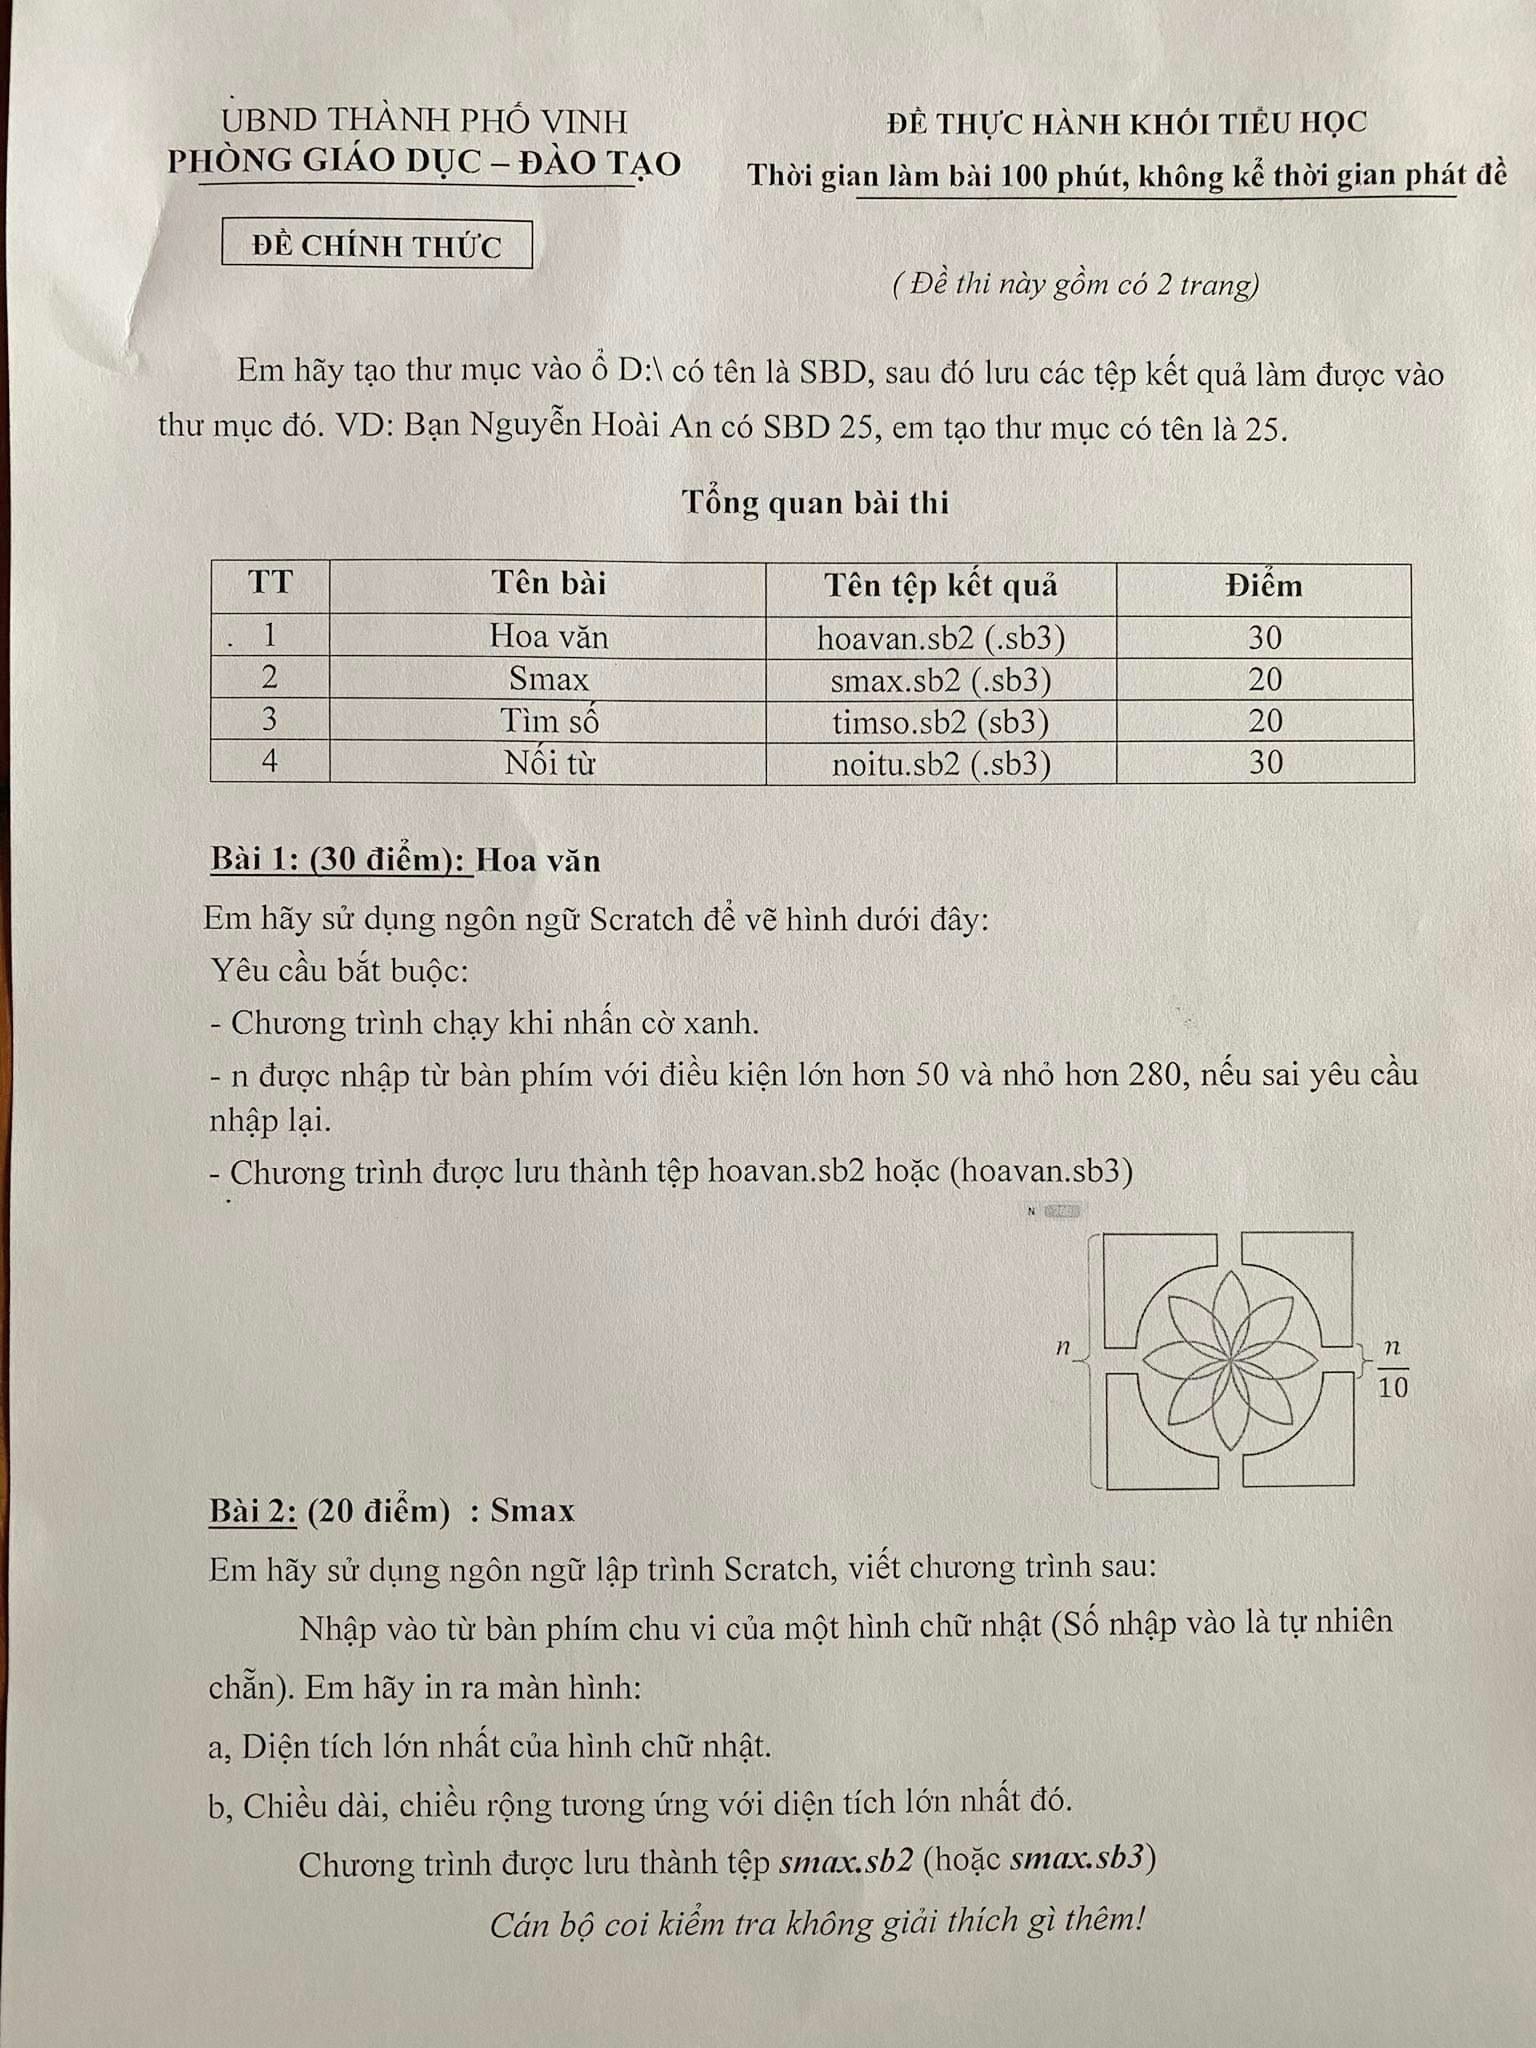 UBND THÀNH PHỐ VINH
PHÒNG GIÁO DỤC – ĐÀO TẠO
ĐỀ CHÍNH THỨC
ĐỀ THỰC HÀNH KHỐI TIỂU HỌC
Thời gian làm bài 100 phút, không kể thời gian phát đề
( Đề thi này gồm có 2 trang)
Em hãy tạo thư mục vào ổ D:\ có tên là SBD, sau đó lưu các tệp kết quả làm được vào
thư mục đó. VD: Bạn Nguyễn Hoài An có SBD 25, em tạo thư mục có tên là 25.
Tổng quan bài thi
TT Tên bài Tên tệp kết quả Điểm
1 Hoa văn hoavan.sb2 (.sb3) 30
2 Smax smax.sb2 (.sb3) 20
3 Tìm số timso.sb2 (sb3) 20
4 Nối từ noitu.sb2 (.sb3) 30
Bài 1: (30 điểm): Hoa văn
Em hãy sử dụng ngôn ngữ Scratch để vẽ hình dưới đây:
Yêu cầu bắt buộc:
- Chương trình chạy khi nhấn cờ xanh.
- n được nhập từ bàn phím với điều kiện lớn hơn 50 và nhỏ hơn 280, nếu sai yêu cầu
nhập lại.
- Chương trình được lưu thành tệp hoavan.sb2 hoặc (hoavan.sb3)
N
n
n
10
Bài 2: (20 điểm) : Smax
Em hãy sử dụng ngôn ngữ lập trình Scratch, viết chương trình sau:
Nhập vào từ bàn phím chu vi của một hình chữ nhật (Số nhập vào là tự nhiên
chẵn). Em hãy in ra màn hình:
a, Diện tích lớn nhất của hình chữ nhật.
b, Chiều dài, chiều rộng tương ứng với diện tích lớn nhất đó.
Chương trình được lưu thành tệp smax.sb2 (hoặc smax.sb3)
Cán bộ coi kiểm tra không giải thích gì thêm!